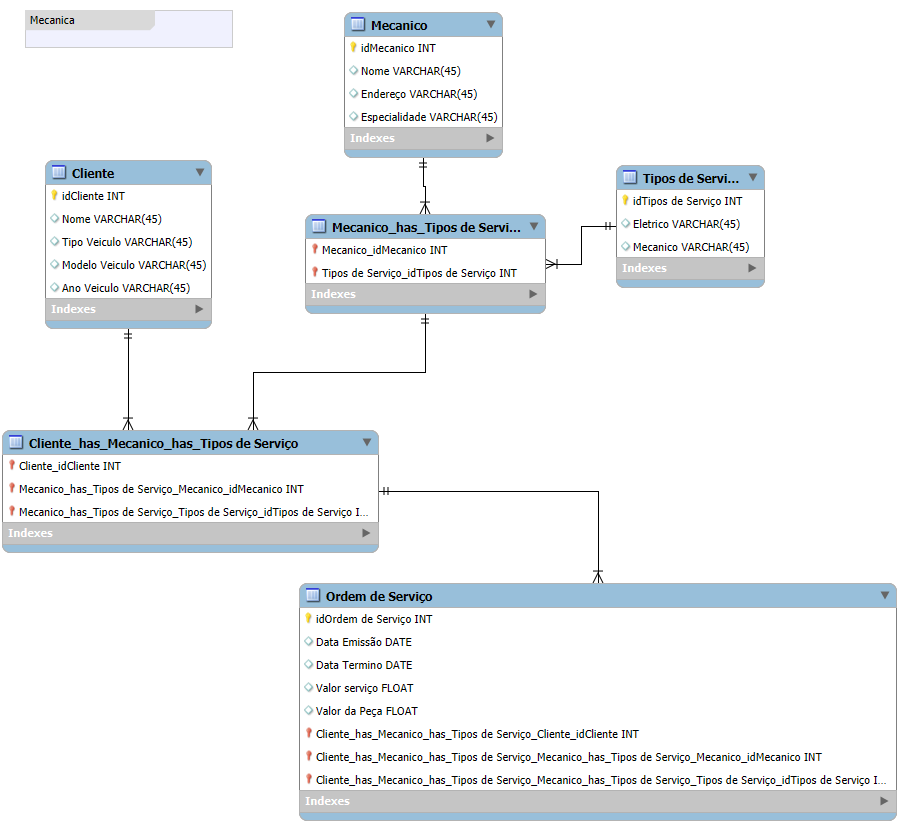 Mecanica
Mecanico
idMecanico INT
Nome VARCHAR(45)
Endereço VARCHAR(45)
Especialidade VARCHAR(45)
Indexes
Cliente
idCliente INT
Nome VARCHAR(45)
Tipo Veiculo VARCHAR(45)
Modelo Veiculo VARCHAR(45)
Ano Veiculo VARCHAR(45)
Indexes
Mecanico_has_Tipos de Servi...
Mecanico_idMecanico INT
Tipos de Serviço_idTipos de Serviço INT
Indexes
Tipos de Servi...
idTipos de Serviço INT
Eletrico VARCHAR(45)
Mecanico VARCHAR(45)
Indexes
Cliente_has_Mecanico_has_Tipos de Serviço
Cliente_idCliente INT
Mecanico_has_Tipos de Serviço_Mecanico_idMecanico INT
Mecanico_has_Tipos de Serviço_Tipos de Serviço_idTipos de Serviço I...
Indexes
Ordem de Serviço
idOrdem de Serviço INT
Data Emissão DATE
Data Termino DATE
Valor serviço FLOAT
Valor da Peça FLOAT
Cliente_has_Mecanico_has_Tipos de Serviço_Cliente_idCliente INT
Cliente_has_Mecanico_has_Tipos de Serviço_Mecanico_has_Tipos de Serviço_Mecanico_idMecanico INT
Cliente_has_Mecanico_has_Tipos de Serviço_Mecanico_has_Tipos de Serviço_Tipos de Serviço_idTipos de Serviço I...
Indexes